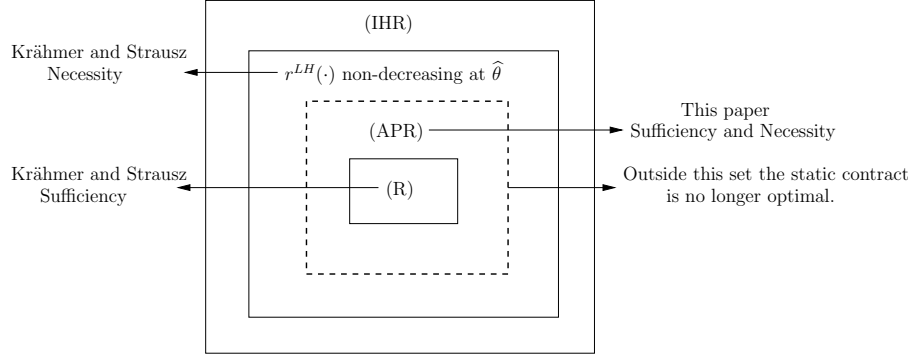 (IHR)
Krähmer and Strausz
Necessity
r^{LH}(·) non-decreasing at \widehat{θ}
(APR)
This paper
Sufficiency and Necessity
Krähmer and Strausz
Sufficiency
(R)
Outside this set the static contract
is no longer optimal.